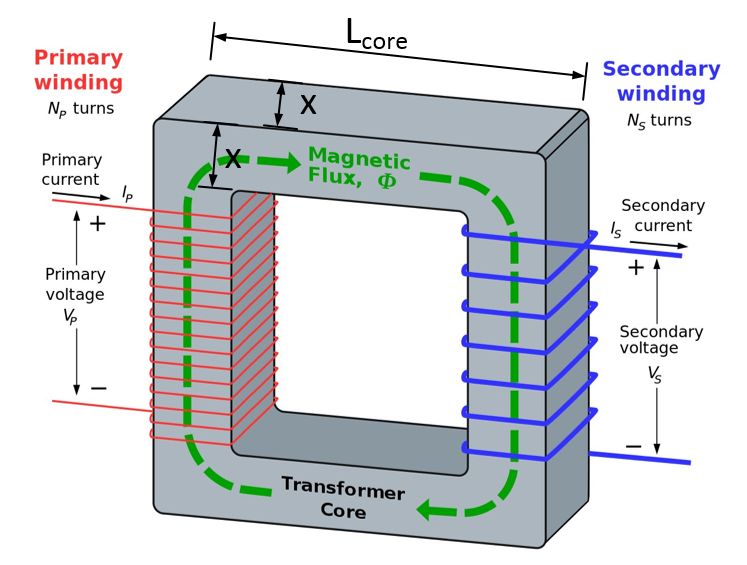 Lcore
Primary
winding
NP turns
Secondary
winding
NS turns
X
X
Magnetic
Flux, Φ
Primary
current
IP
+
Primary
voltage
VP
−
Secondary
current
IS
+
Secondary
voltage
VS
−
Transformer
Core